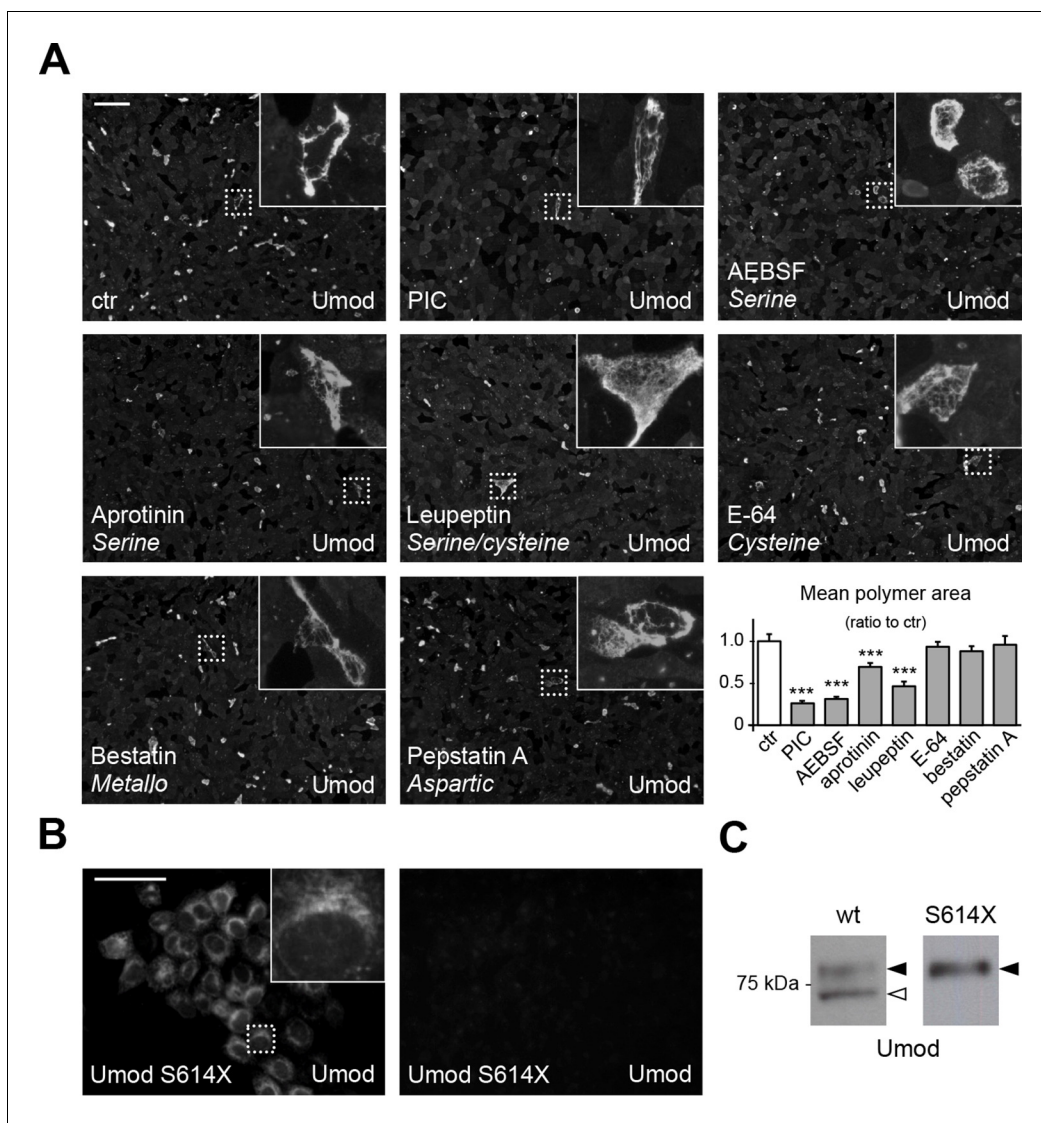 A
ctr Umod
PIC Umod
AEBSF
Serine Umod
Aprotinin
Serine Umod
Leupeptin
Serine/cysteine Umod
E-64
Cysteine Umod
Bestatin
Metallo Umod
Pepstatin A
Aspartic Umod
Mean polymer area
(ratio to ctr)
1.0
0.5
0
***
***
***
***
ctr
PIC
AEBSF
aprotinin
leupeptin
E-64
bestatin
pepstatin A
B
Umod S614X Umod
Umod S614X Umod
C
wt S614X
75 kDa
Umod